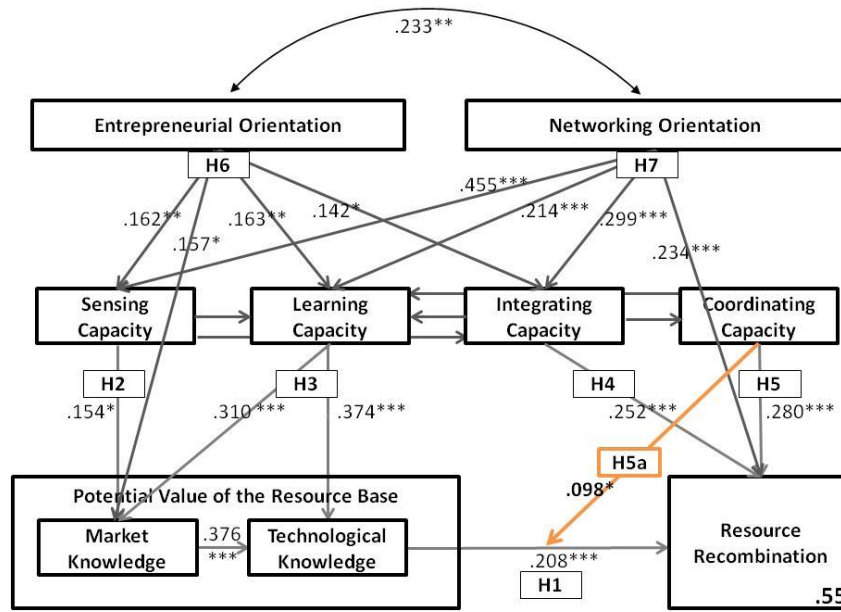 .233**
Entrepreneurial Orientation
Networking Orientation
H6
H7
.162**
.157*
.163**
.142*
.455***
.214***
.299***
.234***
Sensing
Capacity
Learning
Capacity
Integrating
Capacity
Coordinating
Capacity
H2
H3
H4
H5
.154*
.310***
.374***
.252***
.280***
H5a
.098*
Potential Value of the Resource Base
Market
Knowledge
.376
***
Technological
Knowledge
.208***
H1
Resource
Recombination
.55